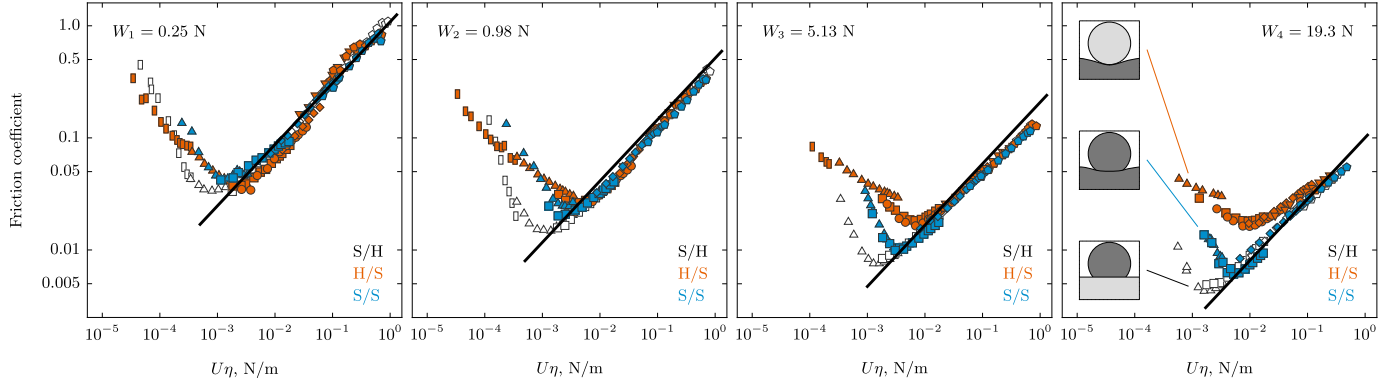 Friction coefficient
1.0
0.5
0.1
0.05
0.01
0.005
W₁ = 0.25 N
S/H
H/S
S/S
10⁻⁵ 10⁻⁴ 10⁻³ 10⁻² 10⁻¹ 10⁰
Uη, N/m
W₂ = 0.98 N
S/H
H/S
S/S
10⁻⁵ 10⁻⁴ 10⁻³ 10⁻² 10⁻¹ 10⁰
Uη, N/m
W₃ = 5.13 N
S/H
H/S
S/S
10⁻⁵ 10⁻⁴ 10⁻³ 10⁻² 10⁻¹ 10⁰
Uη, N/m
W₄ = 19.3 N
S/H
H/S
S/S
10⁻⁵ 10⁻⁴ 10⁻³ 10⁻² 10⁻¹ 10⁰
Uη, N/m